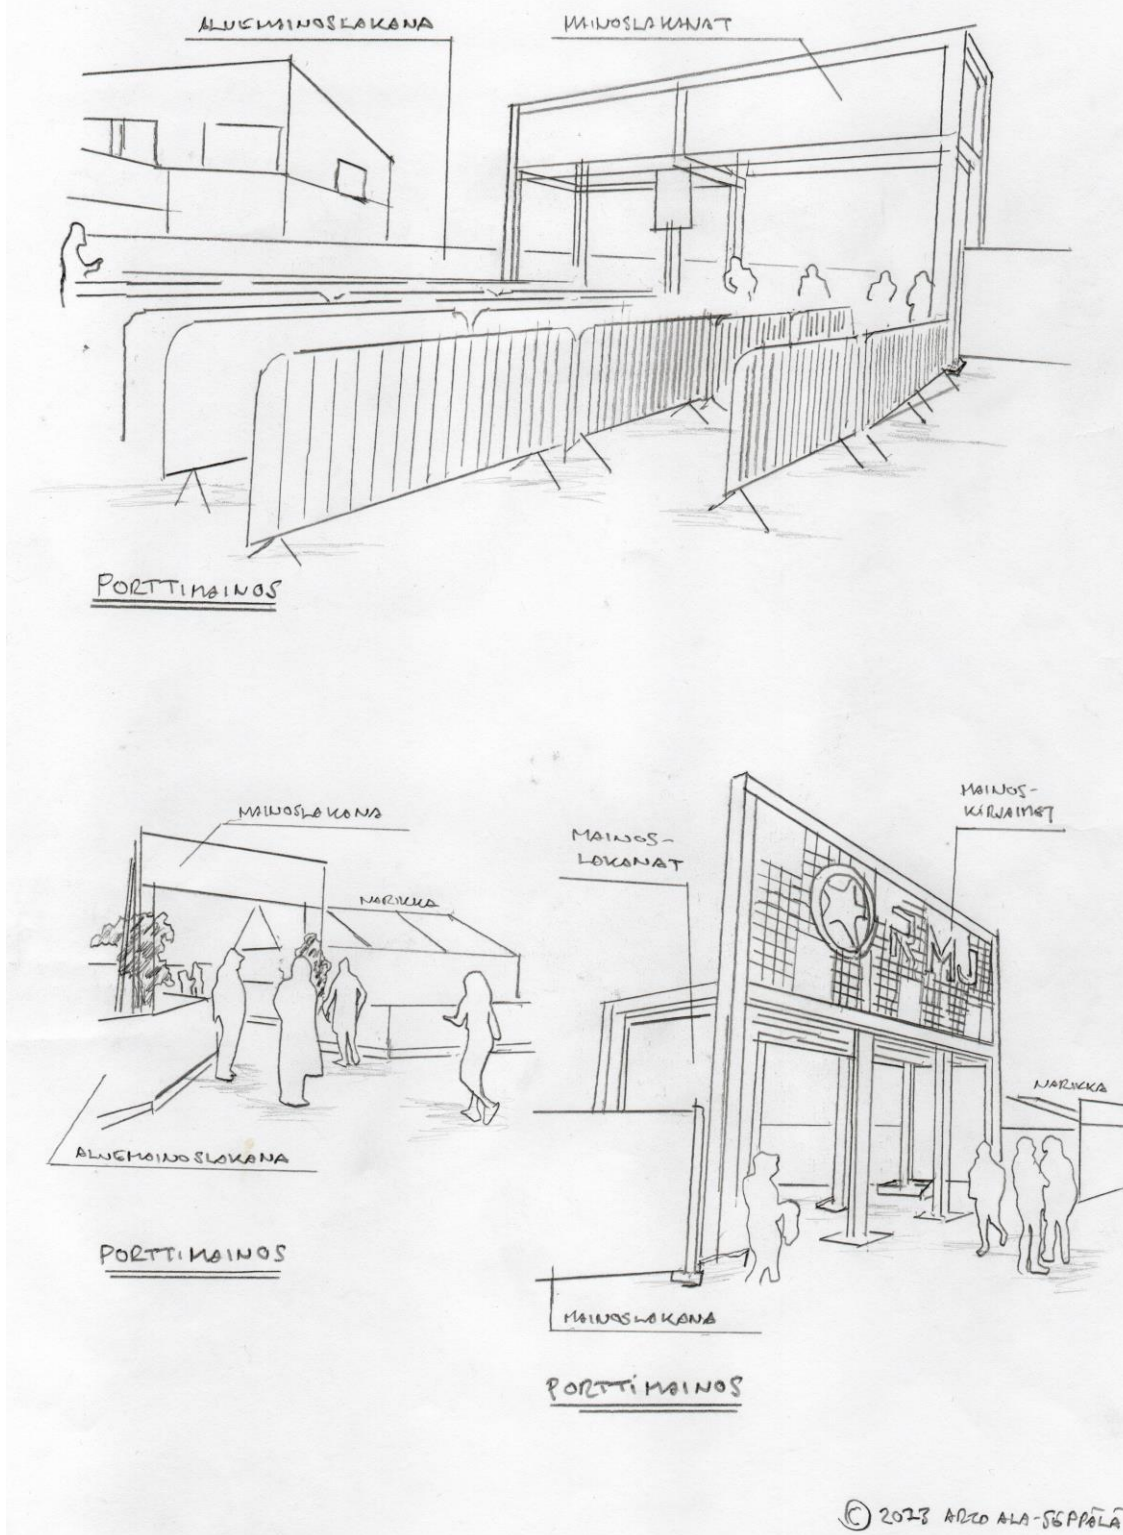 ALUEMAINOSLAKANA
MAINOSLAKANAT
PORTTIMAINOS
MAINOSLAKANA
NARIKKA
ALUEMAINOSLAKANA
PORTTIMAINOS
MAINOS-
LAKANAT
MAINOS-
KIRJAIMET
RMJ
NARIKKA
MAINOSLAKANA
PORTTIMAINOS
© 2023 ARTO ALA-SEPPÄLÄ